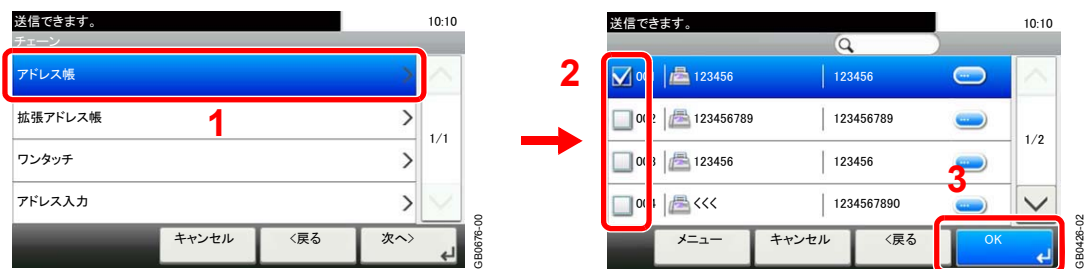 送信できます。 10:10
チェーン
アドレス帳
1
拡張アドレス帳
ワンタッチ
アドレス入力
1/1
キャンセル <戻る 次へ>
GB0676-00
送信できます。 10:10
2
001 123456 123456
002 123456789 123456789
003 123456 123456
004 <<< 1234567890
1/2
3
メニュー キャンセル <戻る OK
GB0426-02